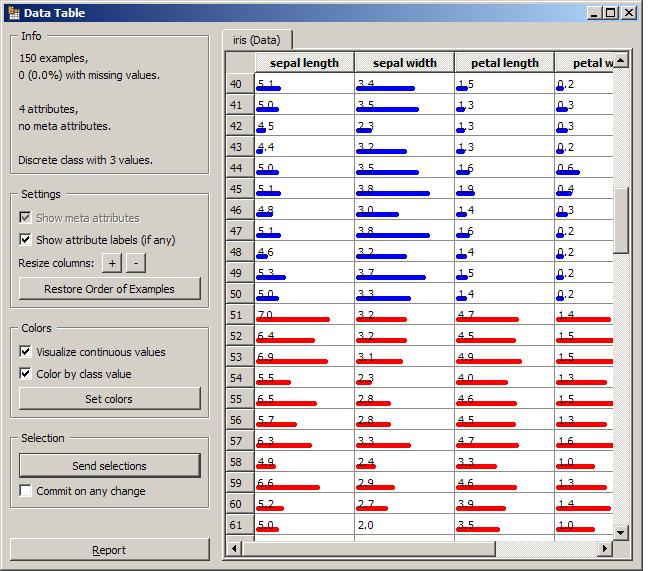 Data Table
Info
150 examples,
0 (0.0%) with missing values.
4 attributes,
no meta attributes.
Discrete class with 3 values.
Settings
Show meta attributes
Show attribute labels (if any)
Resize columns: + -
Restore Order of Examples
Colors
Visualize continuous values
Color by class value
Set colors
Selection
Send selections
Commit on any change
Report
iris (Data)
sepal length sepal width petal length petal w
40 5.1 3.4 1.5 0.2
41 5.0 3.5 1.3 0.3
42 4.5 2.3 1.3 0.3
43 4.4 3.2 1.3 0.2
44 5.0 3.5 1.6 0.6
45 5.1 3.8 1.9 0.4
46 4.8 3.0 1.4 0.3
47 5.1 3.8 1.6 0.2
48 4.6 3.2 1.4 0.2
49 5.3 3.7 1.5 0.2
50 5.0 3.3 1.4 0.2
51 7.0 3.2 4.7 1.4
52 6.4 3.2 4.5 1.5
53 6.9 3.1 4.9 1.5
54 5.5 2.3 4.0 1.3
55 6.5 2.8 4.6 1.5
56 5.7 2.8 4.5 1.3
57 6.3 3.3 4.7 1.6
58 4.9 2.4 3.3 1.0
59 6.6 2.9 4.6 1.3
60 5.2 2.7 3.9 1.4
61 5.0 2.0 3.5 1.0